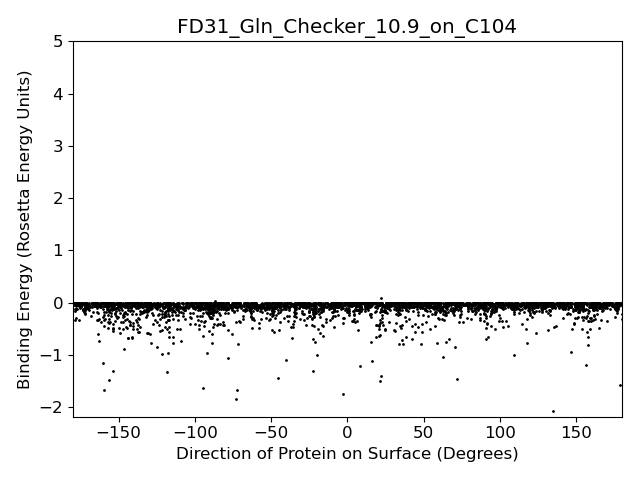 FD31_Gln_Checker_10.9_on_C104
Binding Energy (Rosetta Energy Units)
5
4
3
2
1
0
−1
−2
−150 −100 −50 0 50 100 150
Direction of Protein on Surface (Degrees)